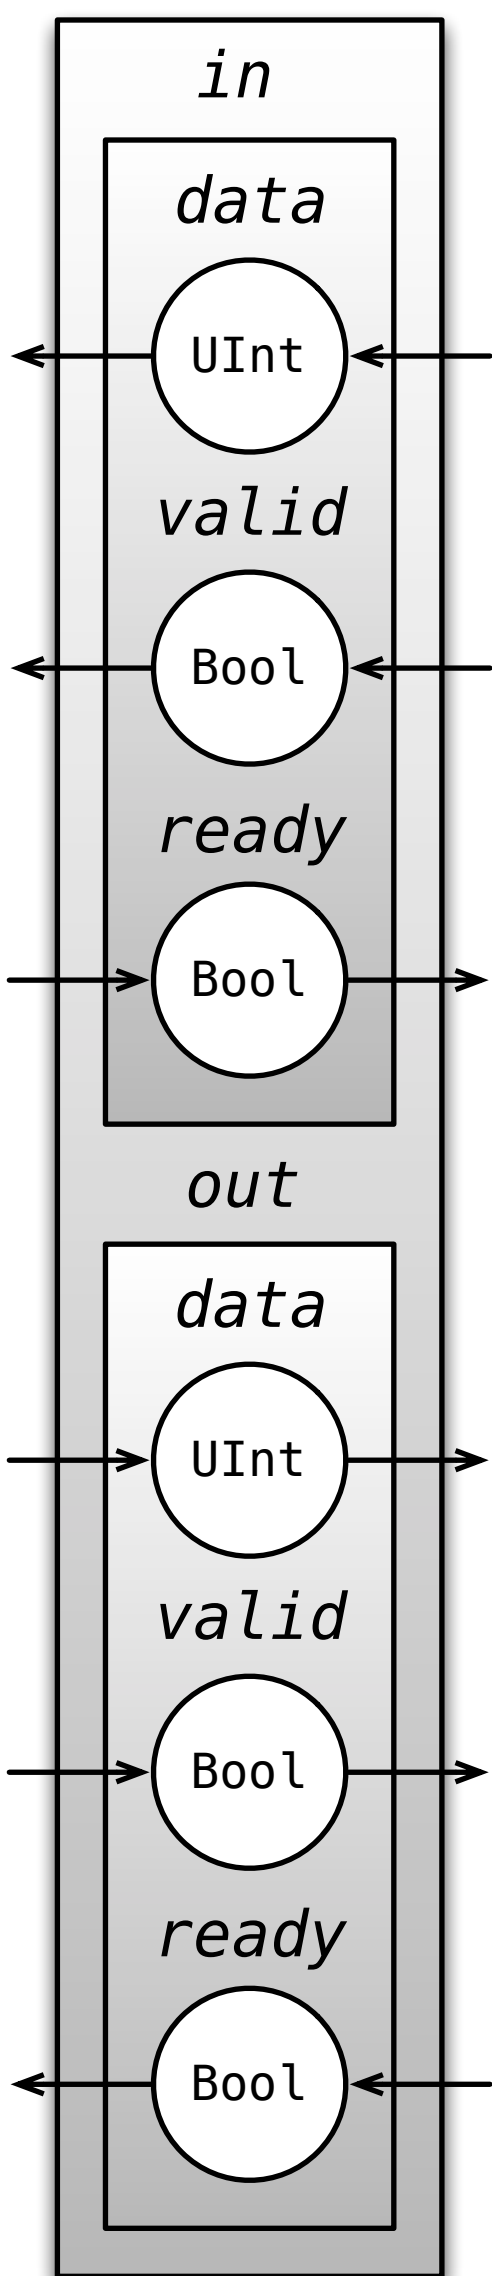 in
data
UInt
valid
Bool
ready
Bool
out
data
UInt
valid
Bool
ready
Bool